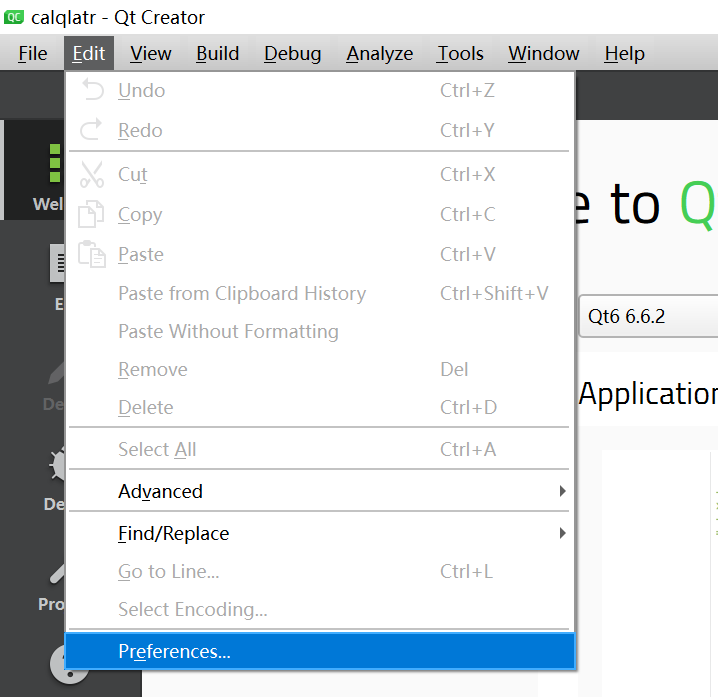 QC calqlatr - Qt Creator
File Edit View Build Debug Analyze Tools Window Help
Undo Ctrl+Z
Redo Ctrl+Y
Cut Ctrl+X
Wel
Copy Ctrl+C
e to Q
Paste Ctrl+V
Paste from Clipboard History Ctrl+Shift+V
E
Qt6 6.6.2
Paste Without Formatting
Remove Del
Delete Ctrl+D
De
Application
Select All Ctrl+A
Advanced
De
Find/Replace
Go to Line... Ctrl+L
Select Encoding...
Pro
Preferences...
?